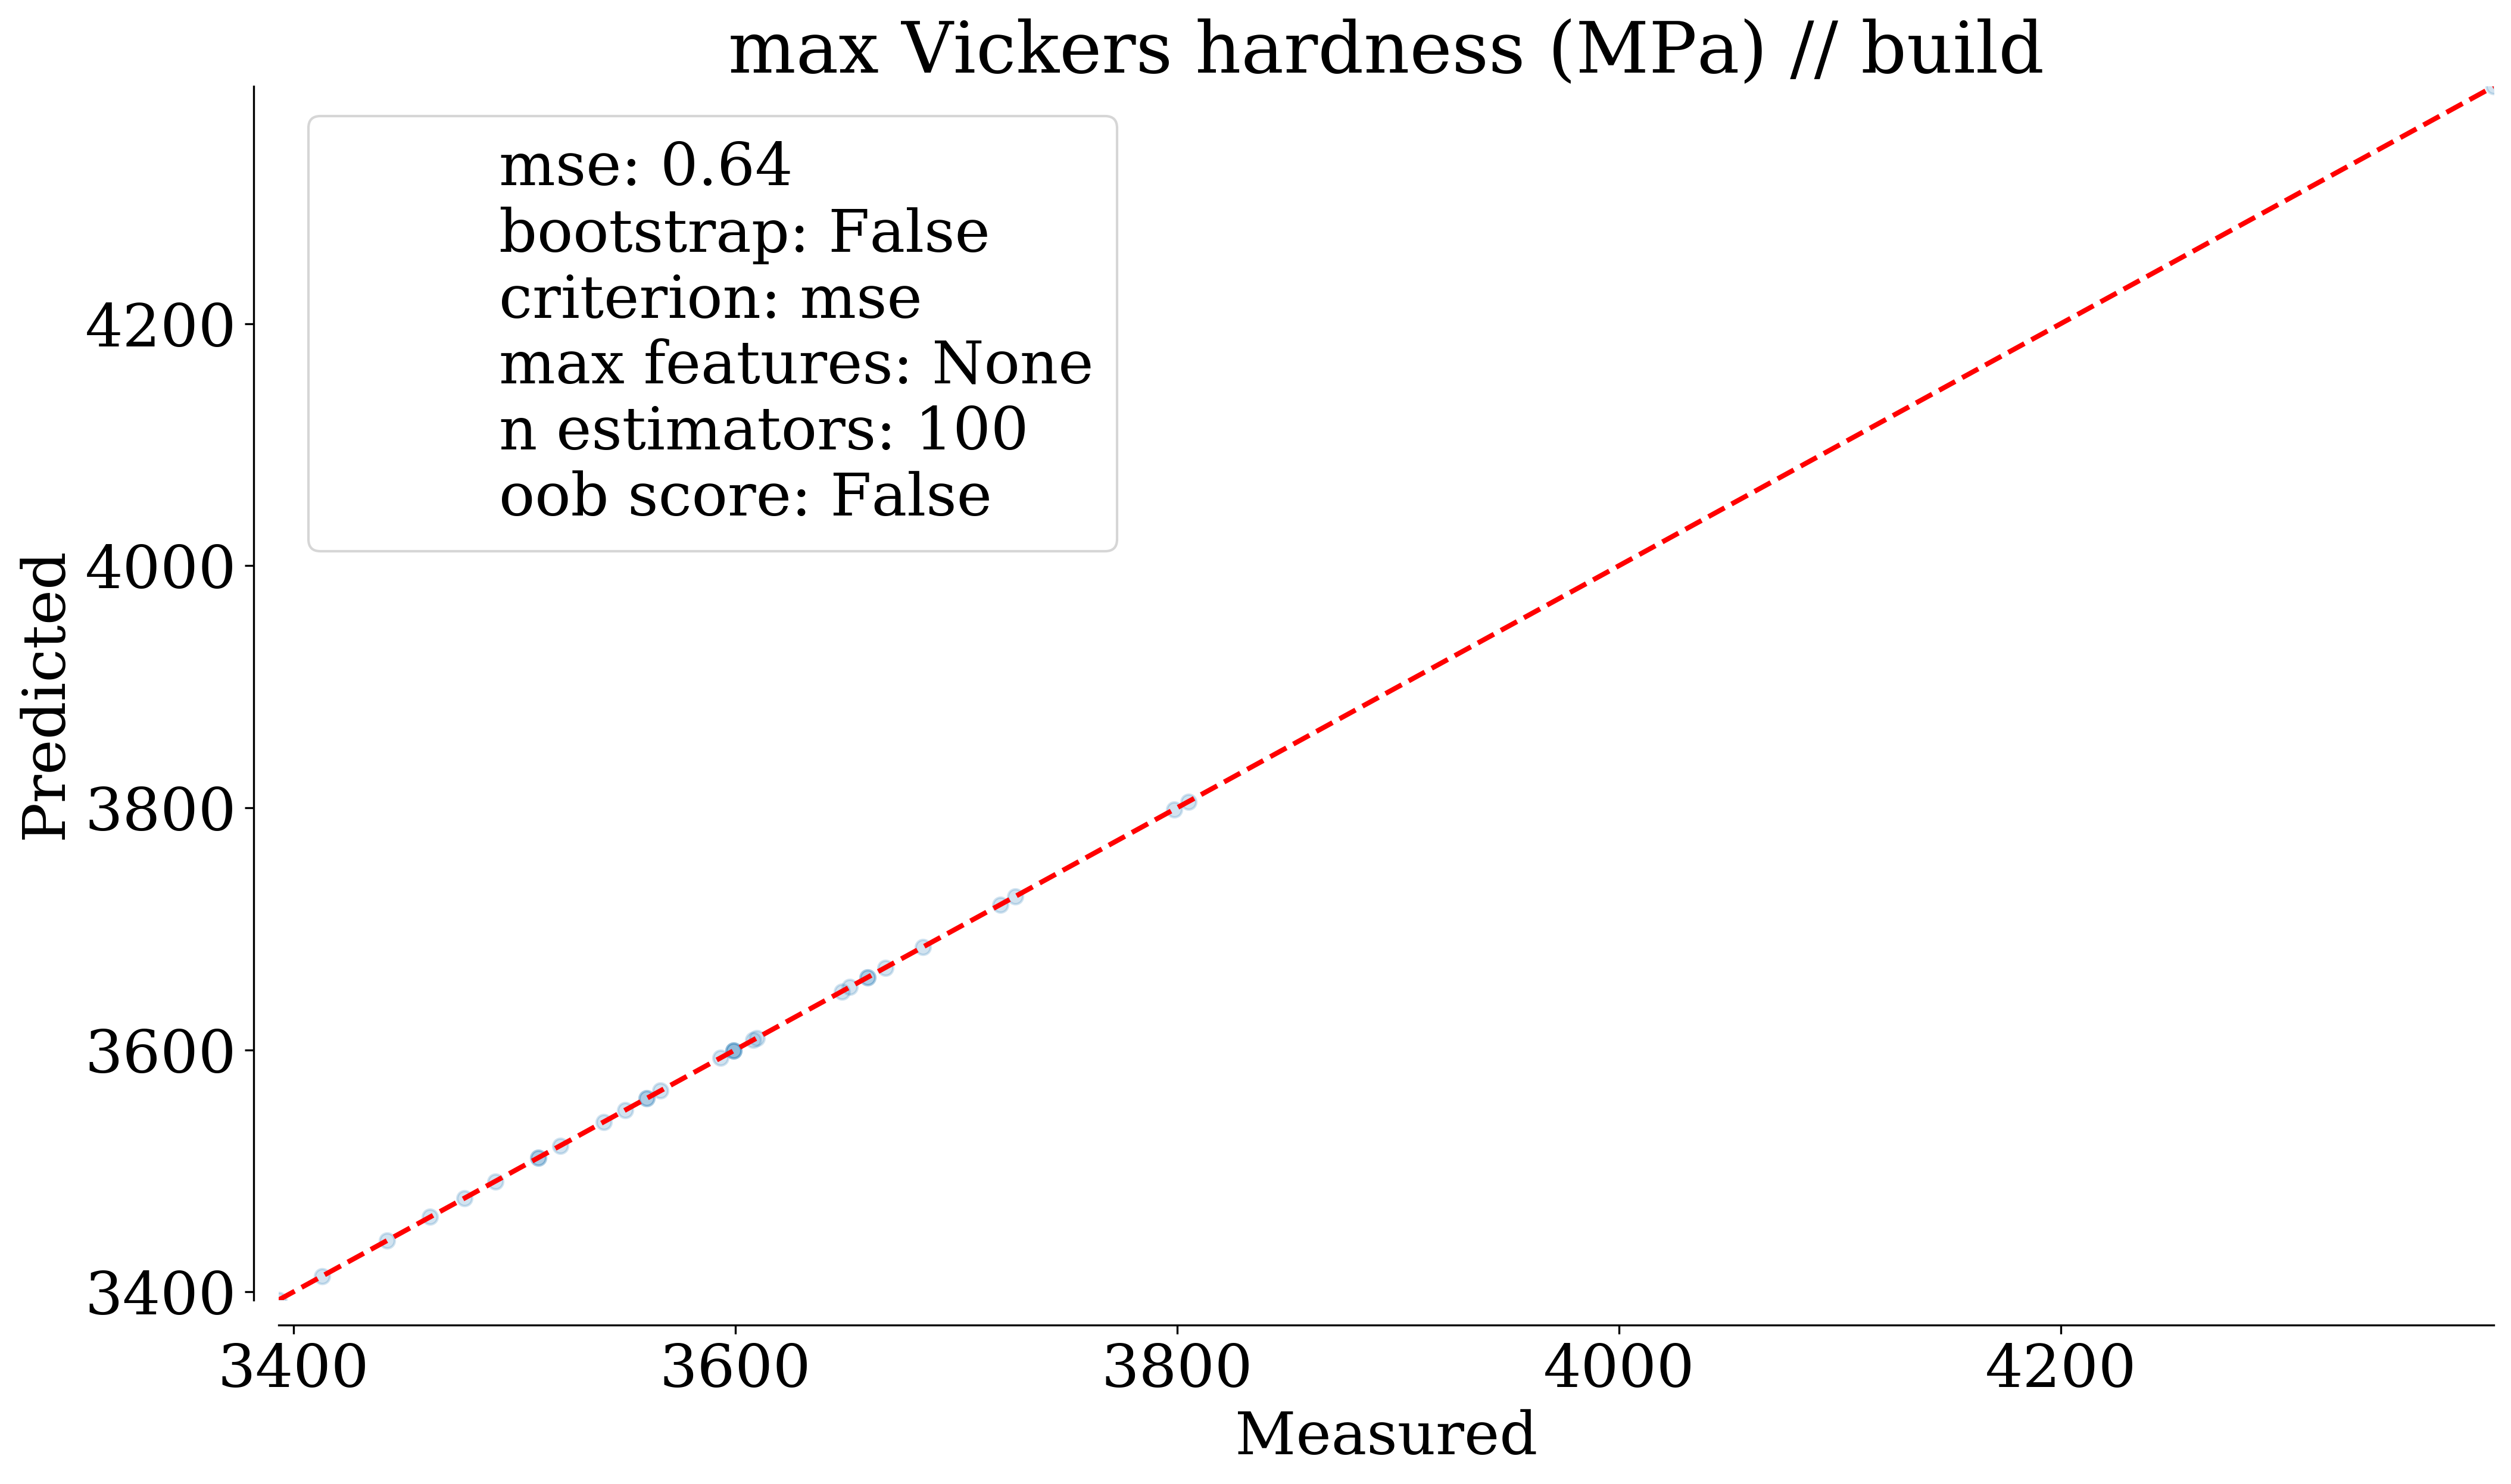 max Vickers hardness (MPa) // build
mse: 0.64
bootstrap: False
criterion: mse
max features: None
n estimators: 100
oob score: False
Predicted
4200
4000
3800
3600
3400
3400 3600 3800 4000 4200
Measured